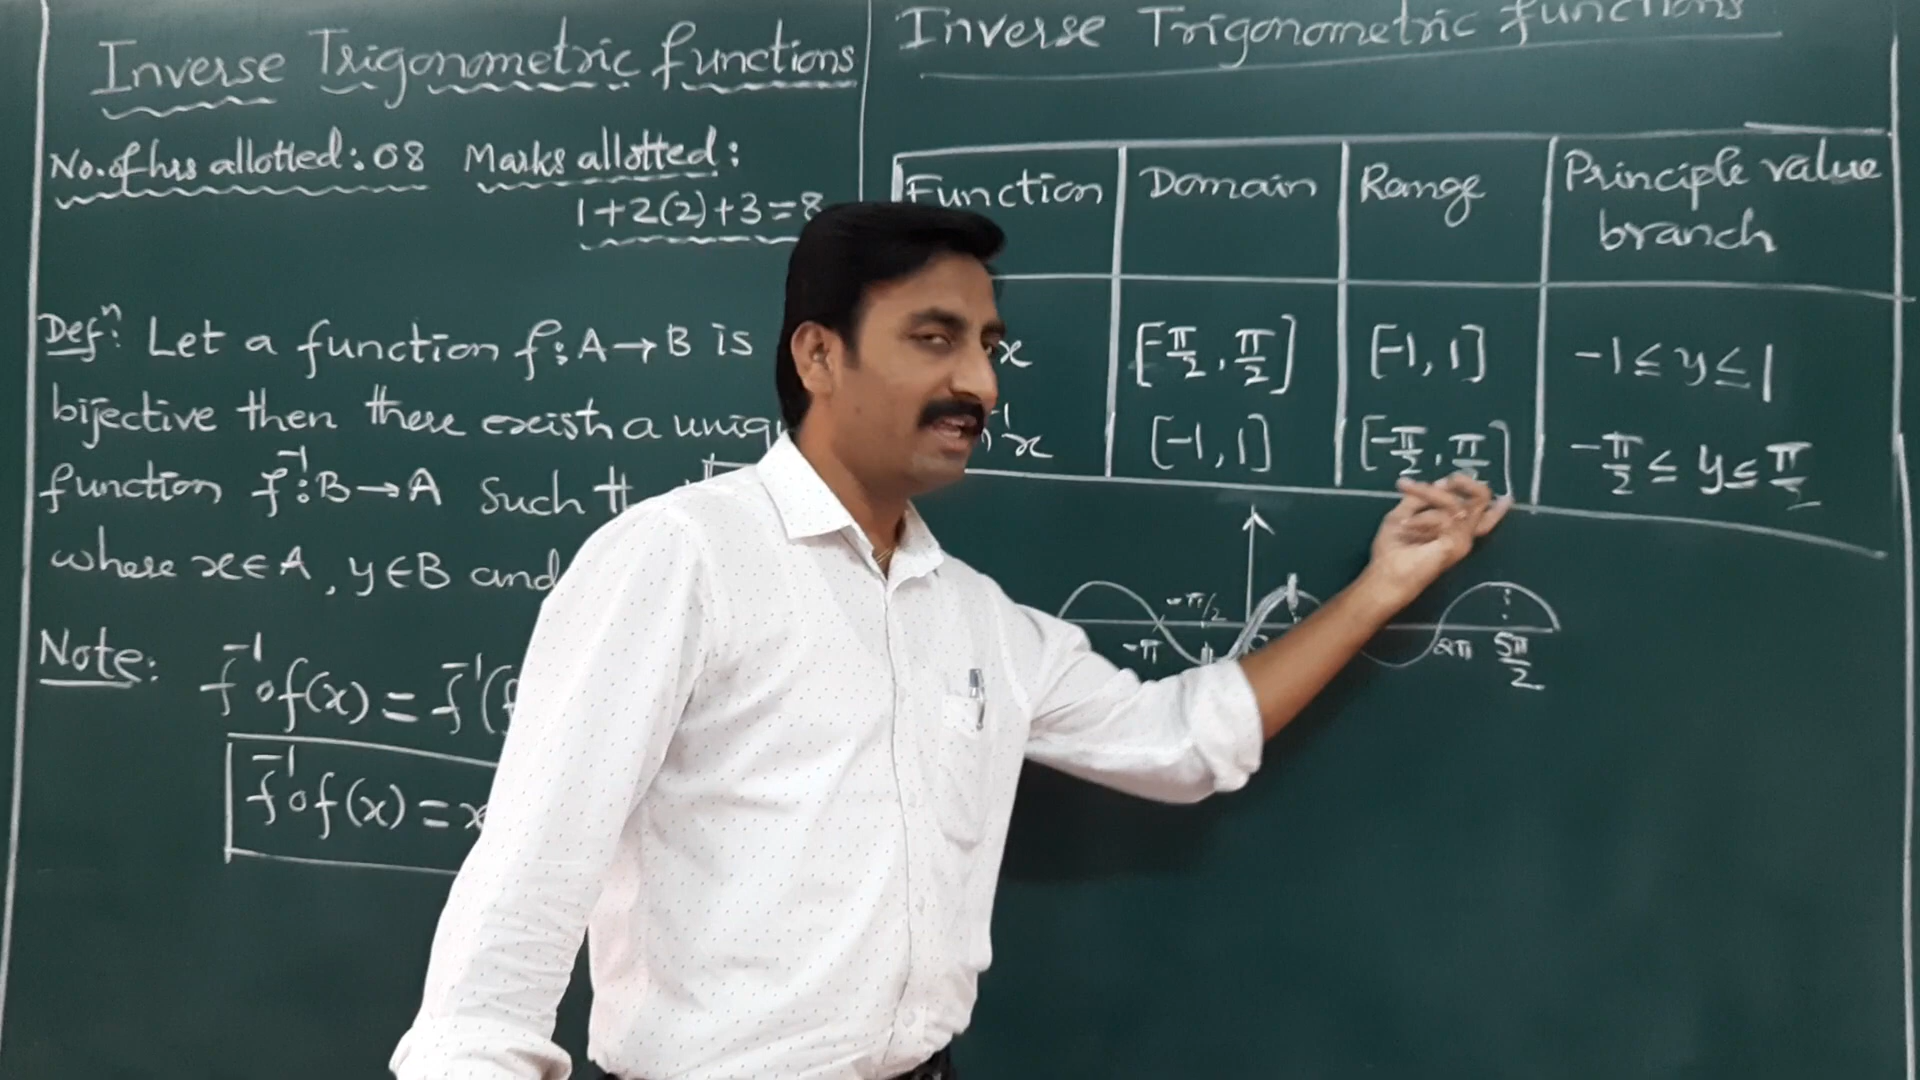 Inverse Trigonometric functions
No. of hrs allotted: 08 Marks allotted:
1+2(2)+3=8
Defⁿ: Let a function f:A→B is
bijective then there exist a
function f⁻¹:B→A Such
where x∈A, y∈B and
Note: f⁻¹of(x) = f⁻¹(
f⁻¹of(x) = x
Inverse Trigonometric functions
Function Domain Range Principle value
branch
x [-π/2, π/2] [-1, 1] -1≤y≤1
⁻¹x [-1, 1] [-π/2, π/2] -π/2 ≤ y ≤ π/2
-π/2
-π 2π 5π/2